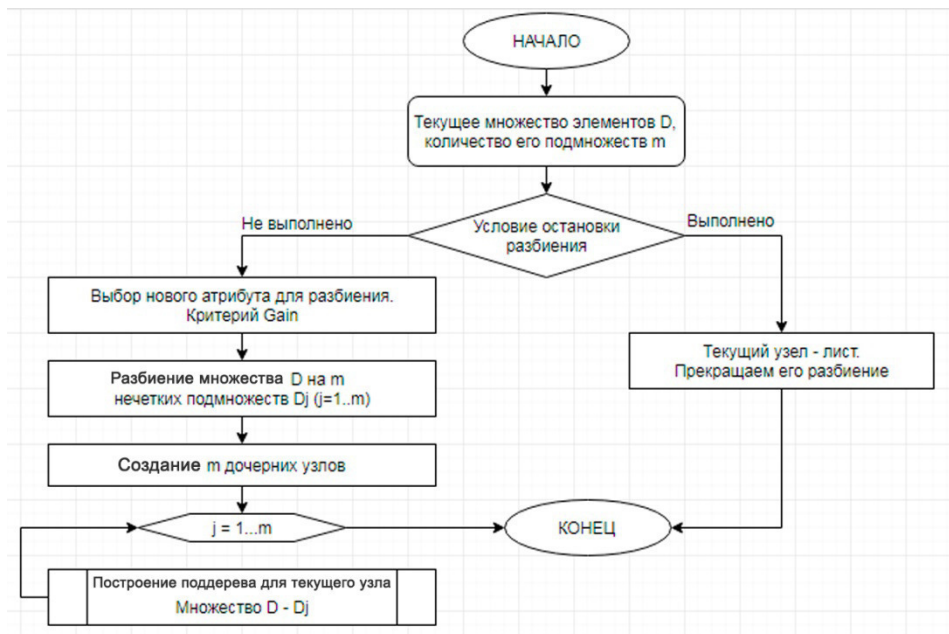 НАЧАЛО
Текущее множество элементов D,
количество его подмножеств m
Условие остановки
разбиения
Не выполнено
Выполнено
Выбор нового атрибута для разбиения.
Критерий Gain
Разбиение множества D на m
нечетких подмножеств Dj (j=1..m)
Создание m дочерних узлов
j = 1...m
Построение поддерева для текущего узла
Множество D - Dj
Текущий узел - лист.
Прекращаем его разбиение
КОНЕЦ